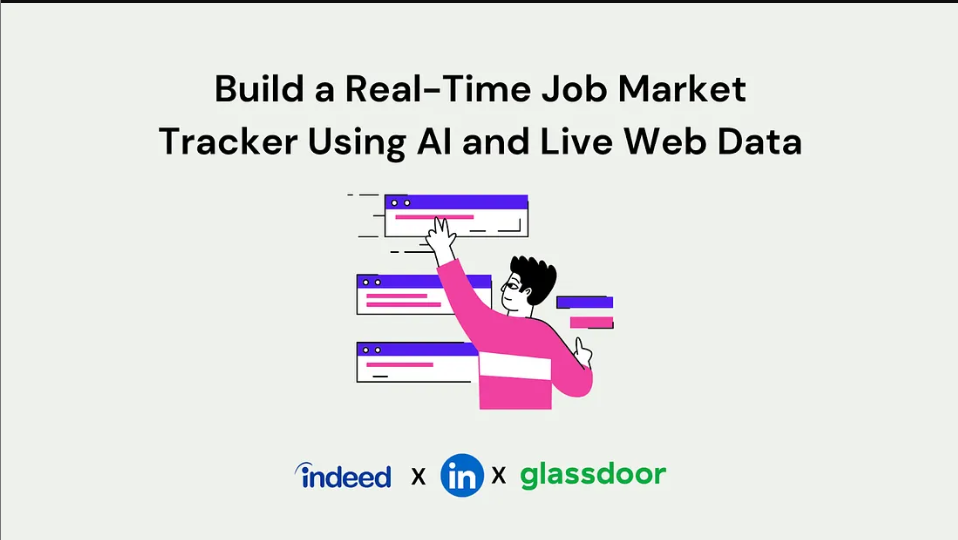 Build a Real-Time Job Market
Tracker Using AI and Live Web Data
indeed X in X glassdoor